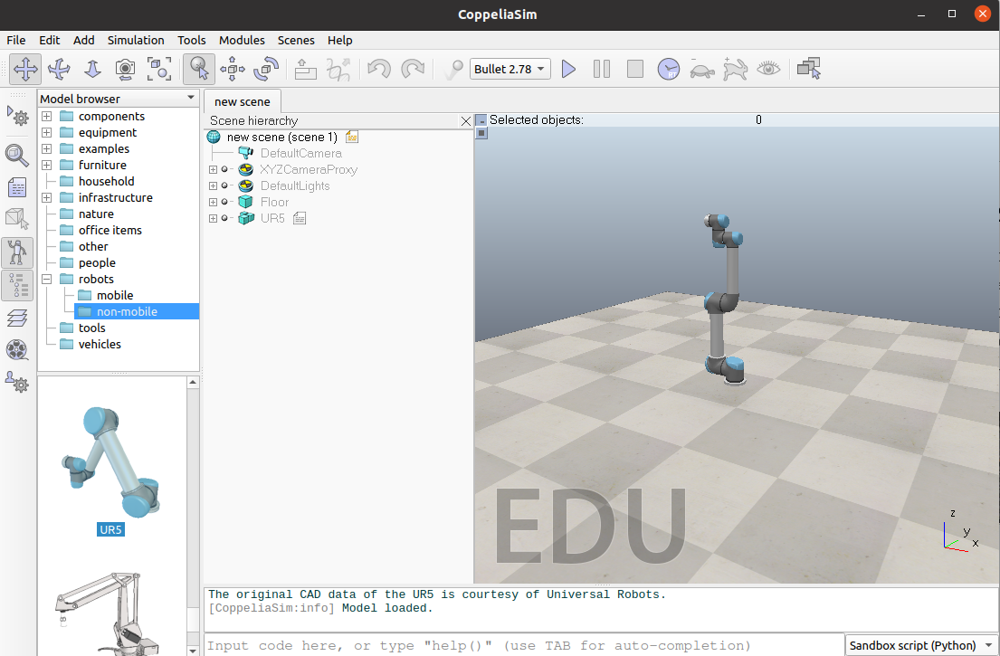 CoppeliaSim
File Edit Add Simulation Tools Modules Scenes Help
Bullet 2.78
RT
Model browser
components
equipment
examples
furniture
household
infrastructure
nature
office items
other
people
robots
mobile
non-mobile
tools
vehicles
UR5
new scene
Scene hierarchy
new scene (scene 1)
DefaultCamera
XYZCameraProxy
DefaultLights
Floor
UR5
Selected objects: 0
EDU
z
y
x
The original CAD data of the UR5 is courtesy of Universal Robots.
[CoppeliaSim:info] Model loaded.
Input code here, or type "help()" (use TAB for auto-completion)
Sandbox script (Python)